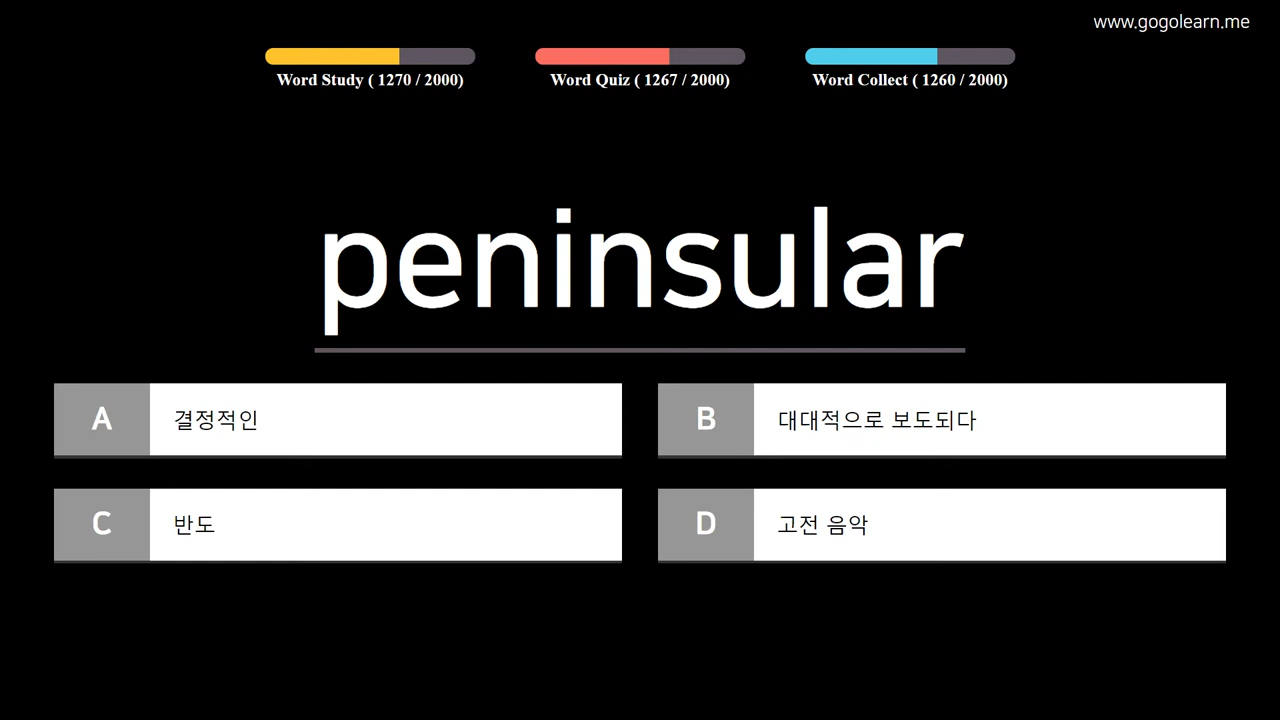 www.gogolearn.me
Word Study ( 1270 / 2000)
Word Quiz ( 1267 / 2000)
Word Collect ( 1260 / 2000)
peninsular
A 결정적인
B 대대적으로 보도되다
C 반도
D 고전 음악